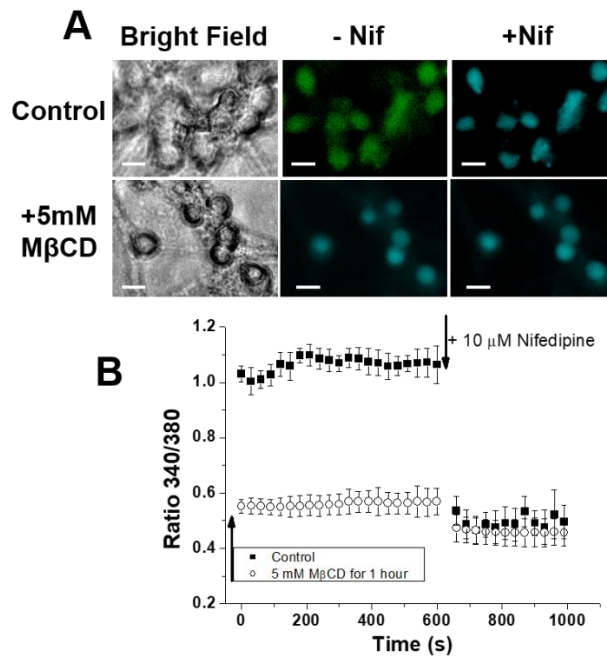 A
Bright Field - Nif +Nif
Control
+5mM
MβCD
B
+ 10 μM Nifedipine
1.2
1.0
0.8
0.6
0.4
0.2
Ratio 340/380
Control
5 mM MβCD for 1 hour
0 200 400 600 800 1000
Time (s)